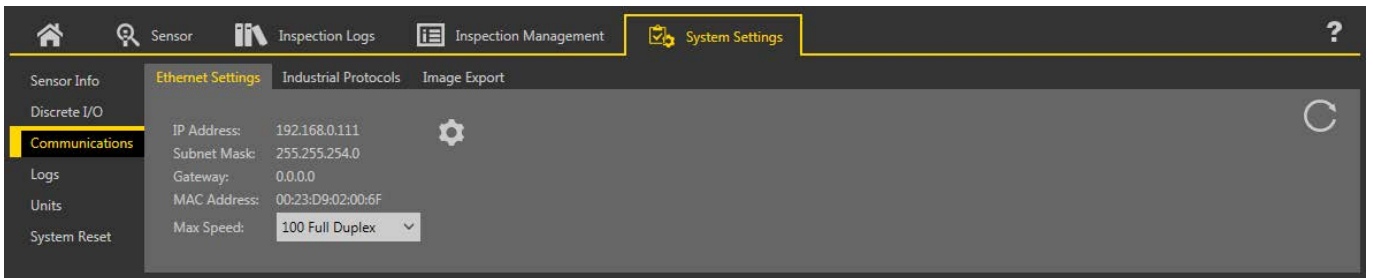 Sensor
Inspection Logs
Inspection Management
System Settings
?
Sensor Info
Discrete I/O
Communications
Logs
Units
System Reset
Ethernet Settings
Industrial Protocols
Image Export
IP Address: 192.168.0.111
Subnet Mask: 255.255.254.0
Gateway: 0.0.0.0
MAC Address: 00:23:D9:02:00:6F
Max Speed: 100 Full Duplex